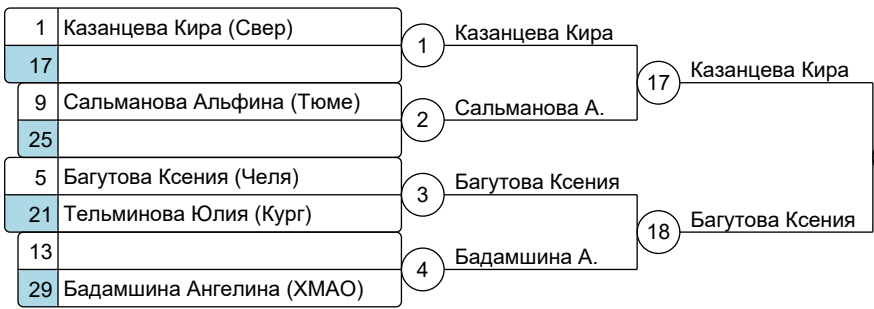 1 Казанцева Кира (Свер)
17
9 Сальманова Альфина (Тюме)
25
5 Багутова Ксения (Челя)
21 Тельминова Юлия (Кург)
13
29 Бадамшина Ангелина (ХМАО)
1 Казанцева Кира
2 Сальманова А.
3 Багутова Ксения
4 Бадамшина А.
17 Казанцева Кира
18 Багутова Ксения